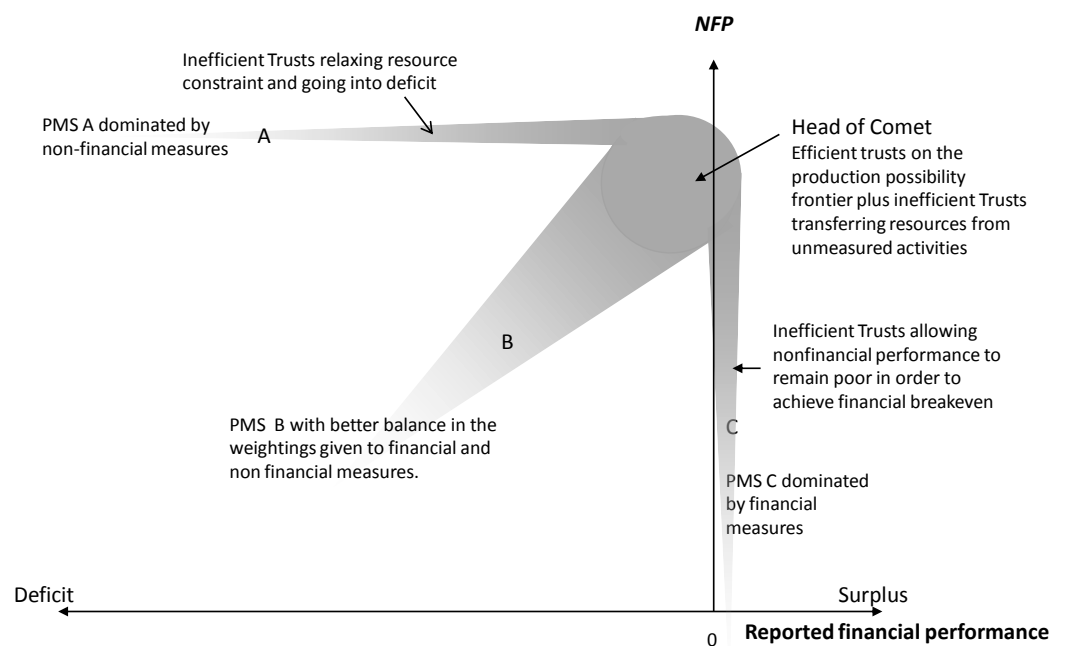 NFP
Inefficient Trusts relaxing resource
constraint and going into deficit
PMS A dominated by
non-financial measures
A
Head of Comet
Efficient trusts on the
production possibility
frontier plus inefficient Trusts
transferring resources from
unmeasured activities
B
Inefficient Trusts allowing
nonfinancial performance to
remain poor in order to
achieve financial breakeven
C
PMS  B with better balance in the
weightings given to financial and
non financial measures.
PMS C dominated
by financial
measures
Deficit
Surplus
0
Reported financial performance